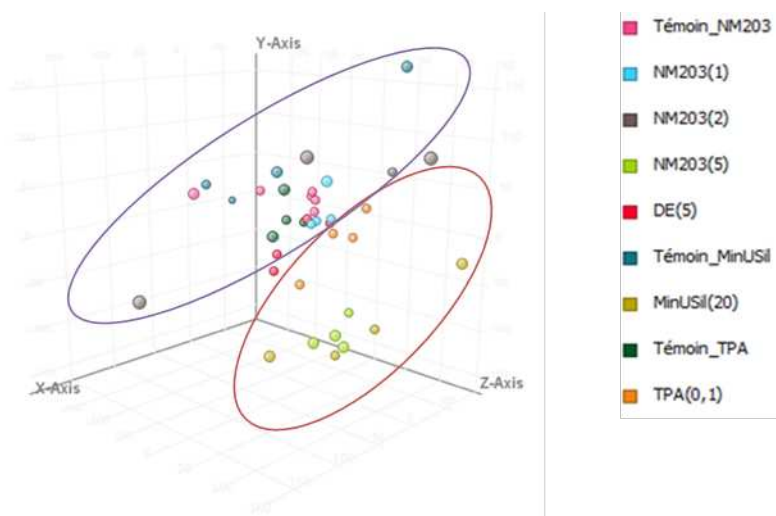 Y-Axis
X-Axis
Z-Axis
Témoin_NM203
NM203(1)
NM203(2)
NM203(5)
DE(5)
Témoin_MinUSil
MinUSil(20)
Témoin_TPA
TPA(0,1)